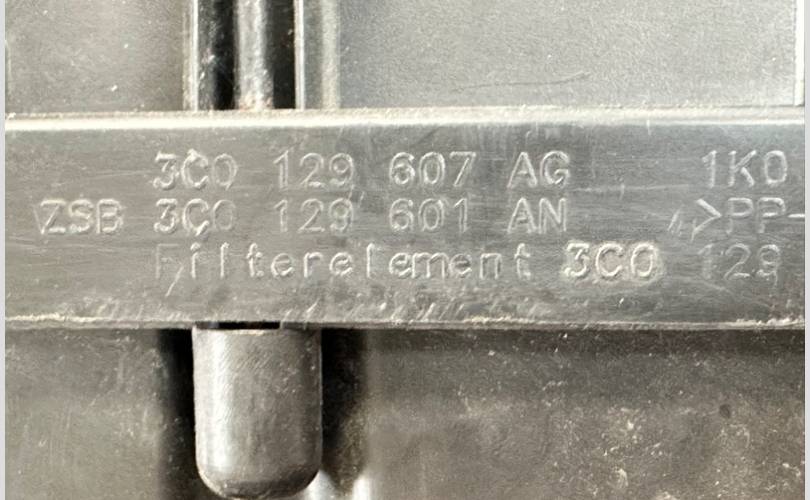 3C0 129 607 AG 1K0
ZSB 3C0 129 601 AN >PP-
Filterelement 3C0 129